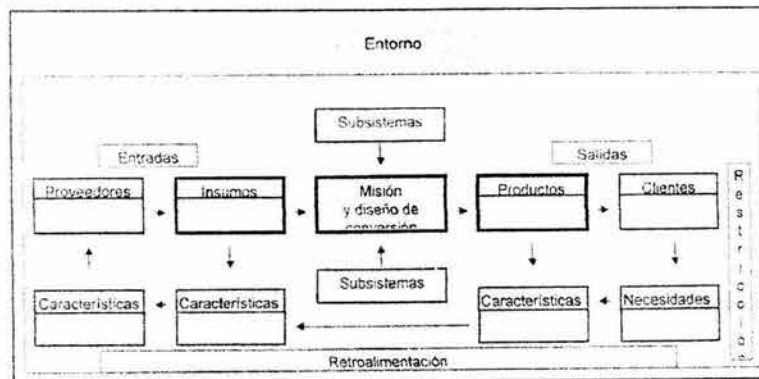 Entorno
Subsistemas
Entradas
Salidas
Proveedores
Insumos
Misión
y diseño de
conversión
Productos
Clientes
Subsistemas
Características
Características
Características
Necesidades
Retroalimentación